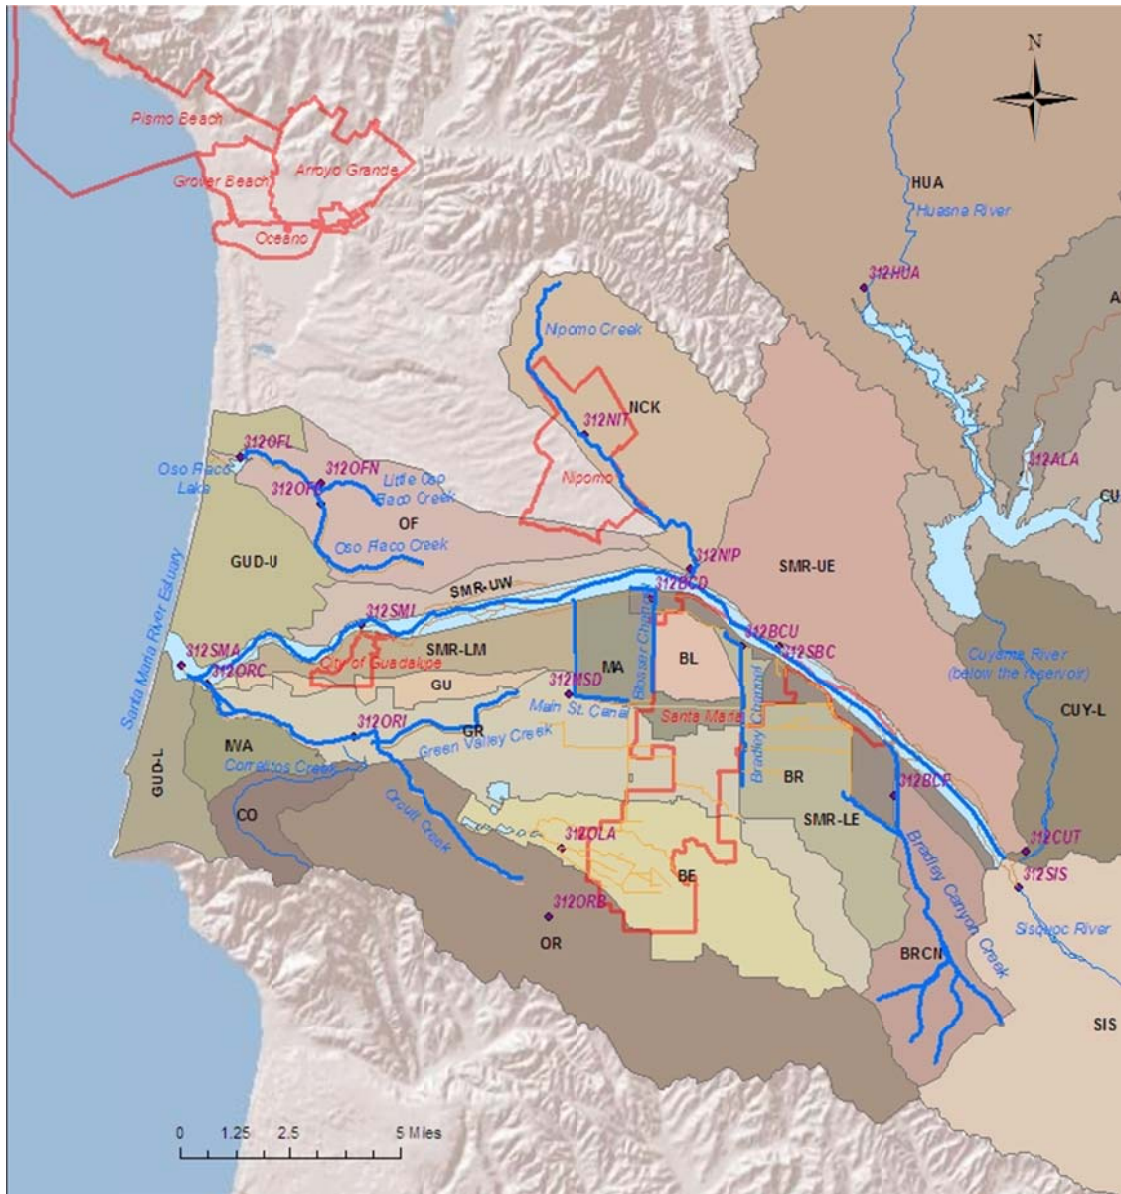 N
Pismo Beach
Arroyo Grande
Grover Beach
Oceano
HUA
Huasna River
312HUA
Nipomo Creek
NCK
312NIT
Nipomo
312ALA
312OFL
Oso Flaco
Lake
312OFN
Little Oso
Flaco Creek
OF
Oso Flaco Creek
GUD-U
SMR-UE
312NIP
SMR-UW
312BCD
Santa Maria River Estuary
312SMI
312BCU
312SBC
SMR-LM
312SMA
312ORC
City of Guadalupe
MA
Blosser Channel
BL
GU
312MSD
Main St. Canal
Cuyama River
(below the reservoir)
CUY-L
Santa Maria
Bradley Channel
312ORI
GR
Green Valley Creek
Corralitos Creek
GUD-L
BR
312BCF
SMR-LE
CO
Orcutt Creek
312OLA
312CUT
312SIS
BE
Bradley Canyon Creek
312ORB
OR
Sisquoc River
BRCN
SIS
0 1.25 2.5 5 Miles